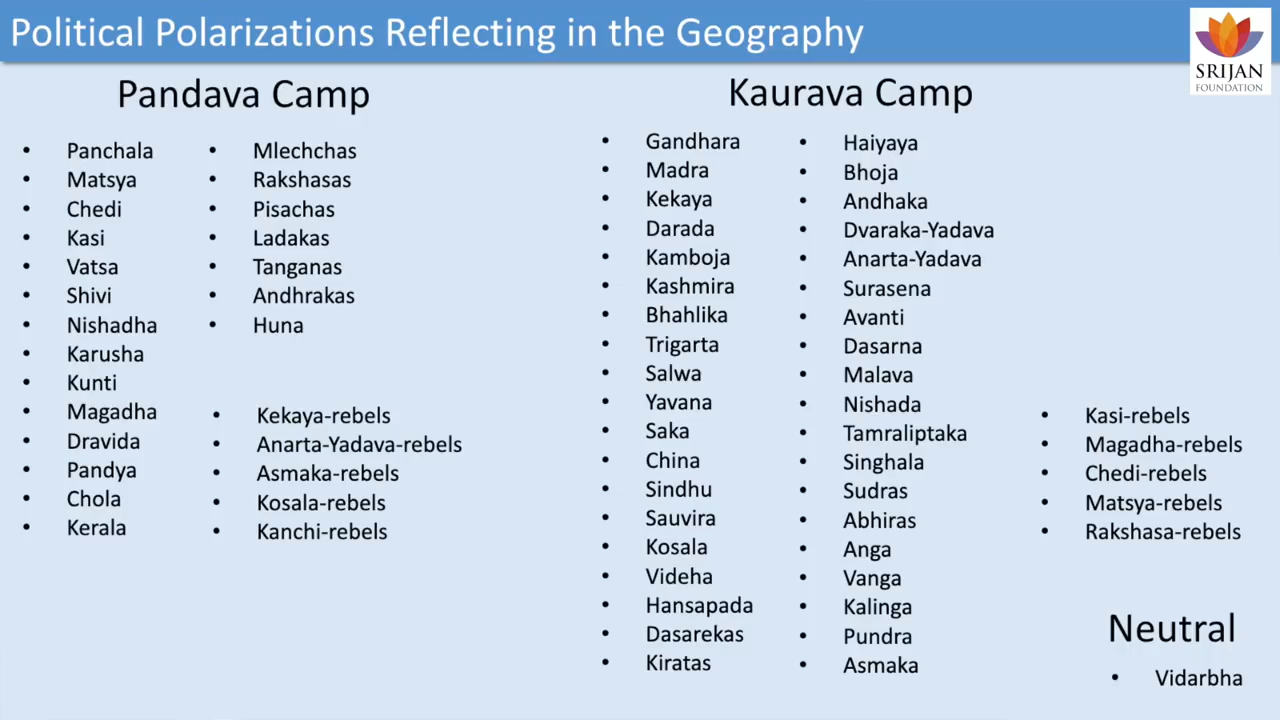 Political Polarizations Reflecting in the Geography
SRIJAN
FOUNDATION
Pandava Camp
• Panchala
• Matsya
• Chedi
• Kasi
• Vatsa
• Shivi
• Nishadha
• Karusha
• Kunti
• Magadha
• Dravida
• Pandya
• Chola
• Kerala
• Mlechchas
• Rakshasas
• Pisachas
• Ladakas
• Tanganas
• Andhrakas
• Huna
• Kekaya-rebels
• Anarta-Yadava-rebels
• Asmaka-rebels
• Kosala-rebels
• Kanchi-rebels
Kaurava Camp
• Gandhara
• Madra
• Kekaya
• Darada
• Kamboja
• Kashmira
• Bhahlika
• Trigarta
• Salwa
• Yavana
• Saka
• China
• Sindhu
• Sauvira
• Kosala
• Videha
• Hansapada
• Dasarekas
• Kiratas
• Haiyaya
• Bhoja
• Andhaka
• Dvaraka-Yadava
• Anarta-Yadava
• Surasena
• Avanti
• Dasarna
• Malava
• Nishada
• Tamraliptaka
• Singhala
• Sudras
• Abhiras
• Anga
• Vanga
• Kalinga
• Pundra
• Asmaka
• Kasi-rebels
• Magadha-rebels
• Chedi-rebels
• Matsya-rebels
• Rakshasa-rebels
Neutral
• Vidarbha